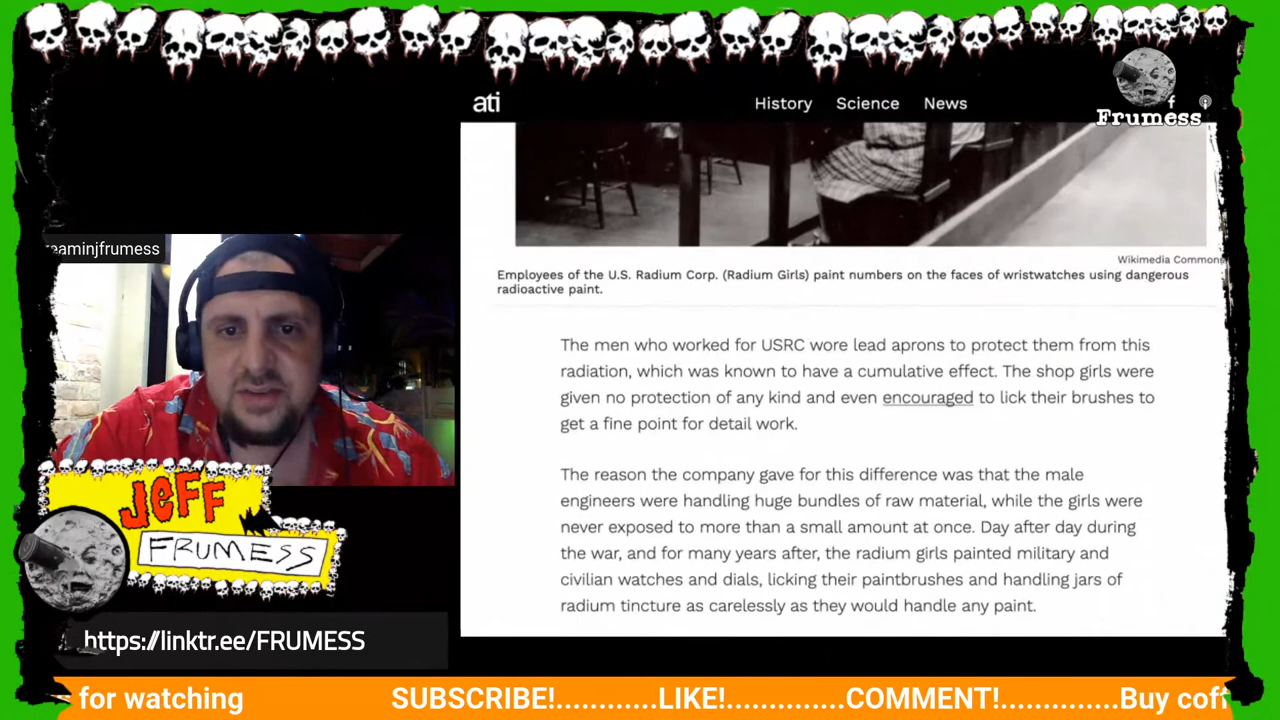 ati
History Science News
Frumess
Wikimedia Commons
Employees of the U.S. Radium Corp. (Radium Girls) paint numbers on the faces of wristwatches using dangerous
radioactive paint.
The men who worked for USRC wore lead aprons to protect them from this
radiation, which was known to have a cumulative effect. The shop girls were
given no protection of any kind and even encouraged to lick their brushes to
get a fine point for detail work.
The reason the company gave for this difference was that the male
engineers were handling huge bundles of raw material, while the girls were
never exposed to more than a small amount at once. Day after day during
the war, and for many years after, the radium girls painted military and
civilian watches and dials, licking their paintbrushes and handling jars of
radium tincture as carelessly as they would handle any paint.
eaminjfrumess
JEFF
FRUMESS
https://linktr.ee/FRUMESS
for watching SUBSCRIBE!............LIKE!.............COMMENT!.............Buy coff